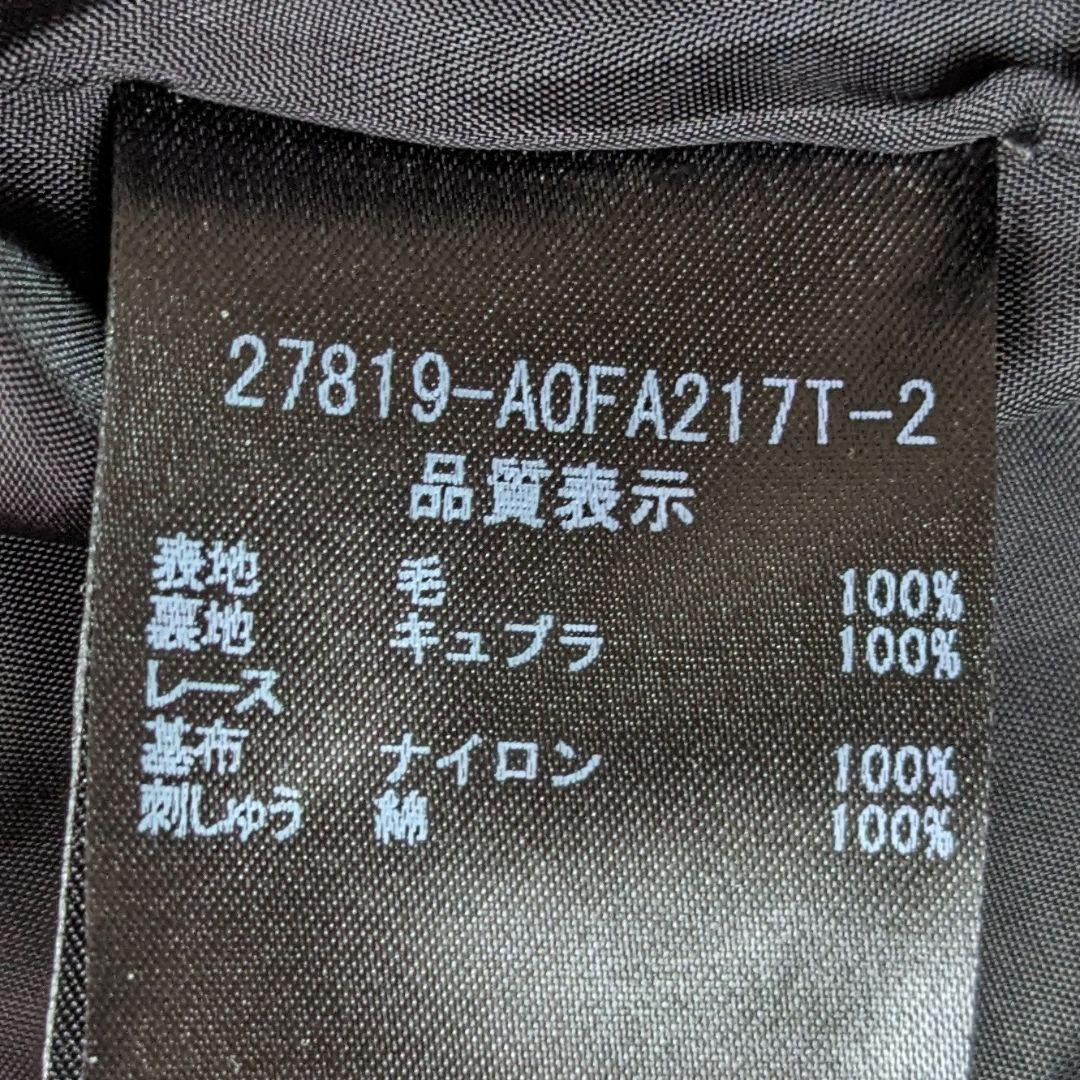 27819-A0FA217T-2
品質表示
表地 毛 100%
裏地 キュプラ 100%
レース
基布 ナイロン 100%
刺しゅう 綿 100%